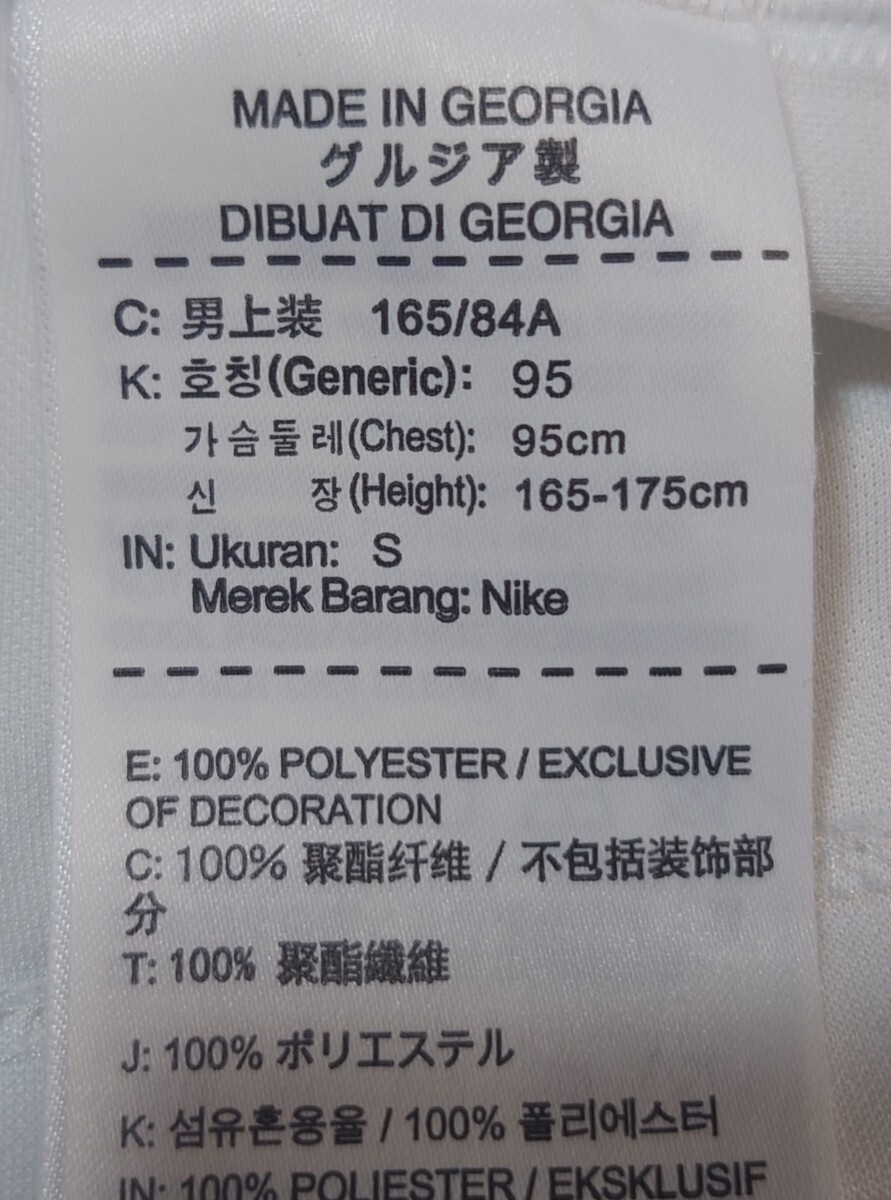 MADE IN GEORGIA
グルジア製
DIBUAT DI GEORGIA
C: 男上装 165/84A
K: 호칭(Generic): 95
가슴둘레(Chest): 95cm
신 장(Height): 165-175cm
IN: Ukuran: S
Merek Barang: Nike
E: 100% POLYESTER / EXCLUSIVE
OF DECORATION
C: 100% 聚酯纤维 / 不包括装饰部
分
T: 100% 聚酯纖維
J: 100% ポリエステル
K: 섬유혼용율 / 100% 폴리에스터
IN: 100% POLIESTER / EKSKLUSIF